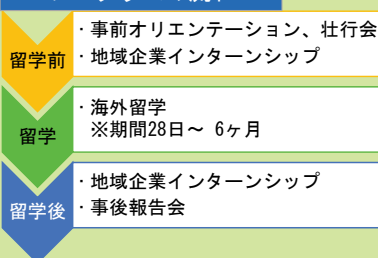 留学前
・事前オリエンテーション、壮行会
・地域企業インターンシップ
留学
・海外留学
※期間28日～ 6ヶ月
留学後
・地域企業インターンシップ
・事後報告会